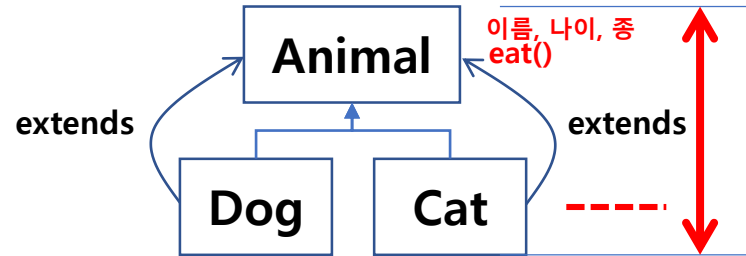 이름, 나이, 종
eat()
Animal
extends
extends
Dog
Cat